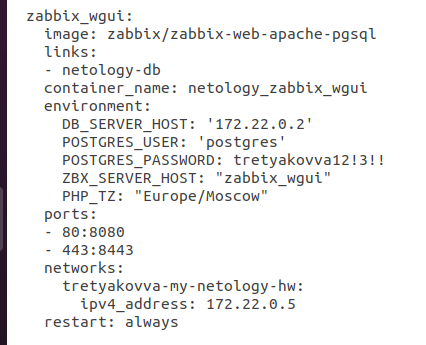 zabbix_wgui:
image: zabbix/zabbix-web-apache-pgsql
links:
- netology-db
container_name: netology_zabbix_wgui
environment:
DB_SERVER_HOST: '172.22.0.2'
POSTGRES_USER: 'postgres'
POSTGRES_PASSWORD: tretyakovva12!3!!
ZBX_SERVER_HOST: "zabbix_wgui"
PHP_TZ: "Europe/Moscow"
ports:
- 80:8080
- 443:8443
networks:
tretyakovva-my-netology-hw:
ipv4_address: 172.22.0.5
restart: always